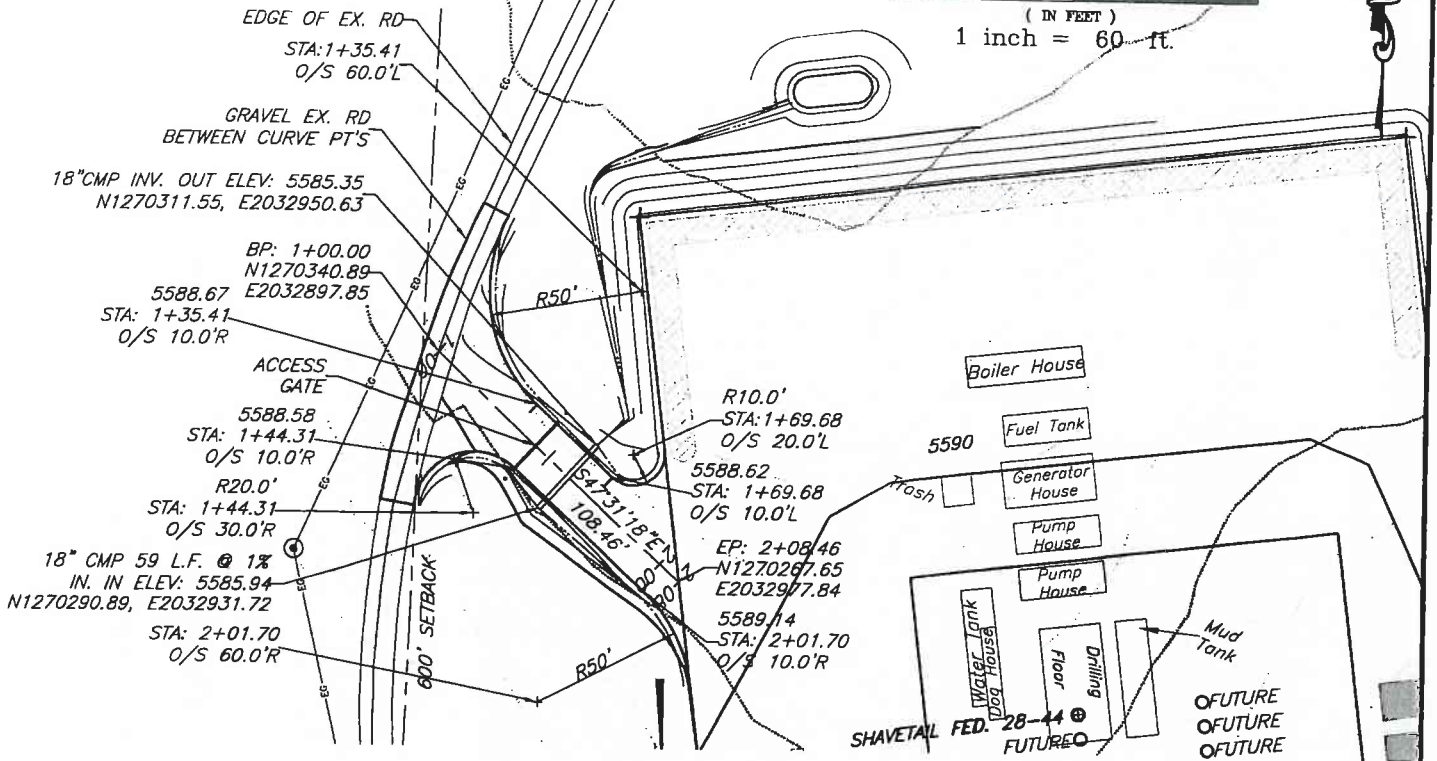 ( IN FEET )
1 inch = 60 ft.
EDGE OF EX. RD
STA:1+35.41
O/S 60.0'L
GRAVEL EX. RD
BETWEEN CURVE PT'S
18"CMP INV. OUT ELEV: 5585.35
N1270311.55, E2032950.63
BP: 1+00.00
N1270340.89
E2032897.85
5588.67
STA: 1+35.41
O/S 10.0'R
ACCESS
GATE
5588.58
STA: 1+44.31
O/S 10.0'R
R20.0'
STA: 1+44.31
O/S 30.0'R
18" CMP 59 L.F. @ 1%
IN. IN ELEV: 5585.94
N1270290.89, E2032931.72
STA: 2+01.70
O/S 60.0'R
EG
EG
EG
EG
EG
EG
EG
600' SETBACK
R50'
S47°31'18"E
108.46'
R50'
R10.0'
STA:1+69.68
O/S 20.0'L
5588.62
STA: 1+69.68
O/S 10.0'L
EP: 2+08.46
N1270267.65
E2032977.84
5589.14
STA: 2+01.70
O/S 10.0'R
Boiler House
Fuel Tank
5590
Trash
Generator
House
Pump
House
Pump
House
Water Tank
Dog House
Drilling
Floor
Mud
Tank
SHAVETAIL FED. 28-44
FUTURE
FUTURE
FUTURE
FUTURE